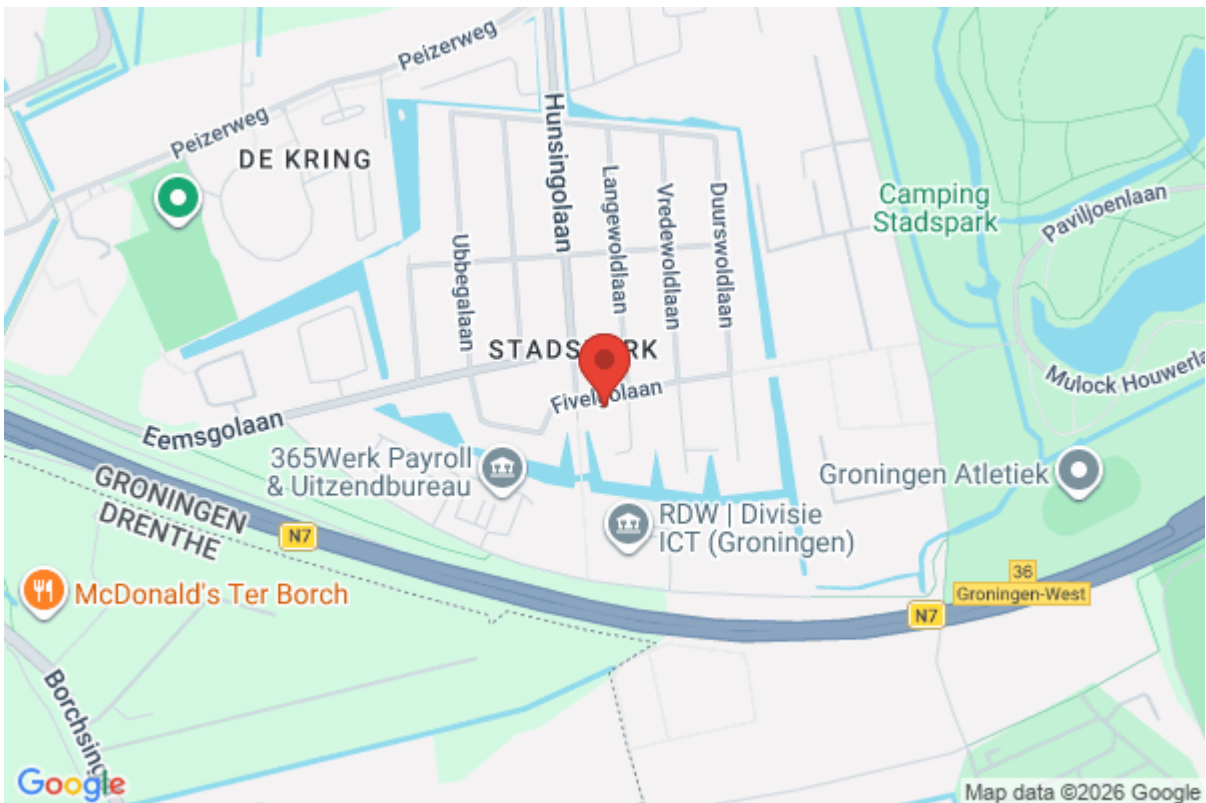 Peizerweg
Peizerweg
DE KRING
Hunsingolaan
Langewoldlaan
Vredewoldlaan
Duurswoldlaan
Ubbegalaan
Camping
Stadspark
Paviljoenlaan
Mulock Houwerla
STADSPARK
Fivelgolaan
Eemsgolaan
365Werk Payroll
& Uitzendbureau
Groningen Atletiek
RDW | Divisie
ICT (Groningen)
GRONINGEN
DRENTHE
N7
36
Groningen-West
N7
McDonald's Ter Borch
Borchsing
Google
Map data ©2026 Google